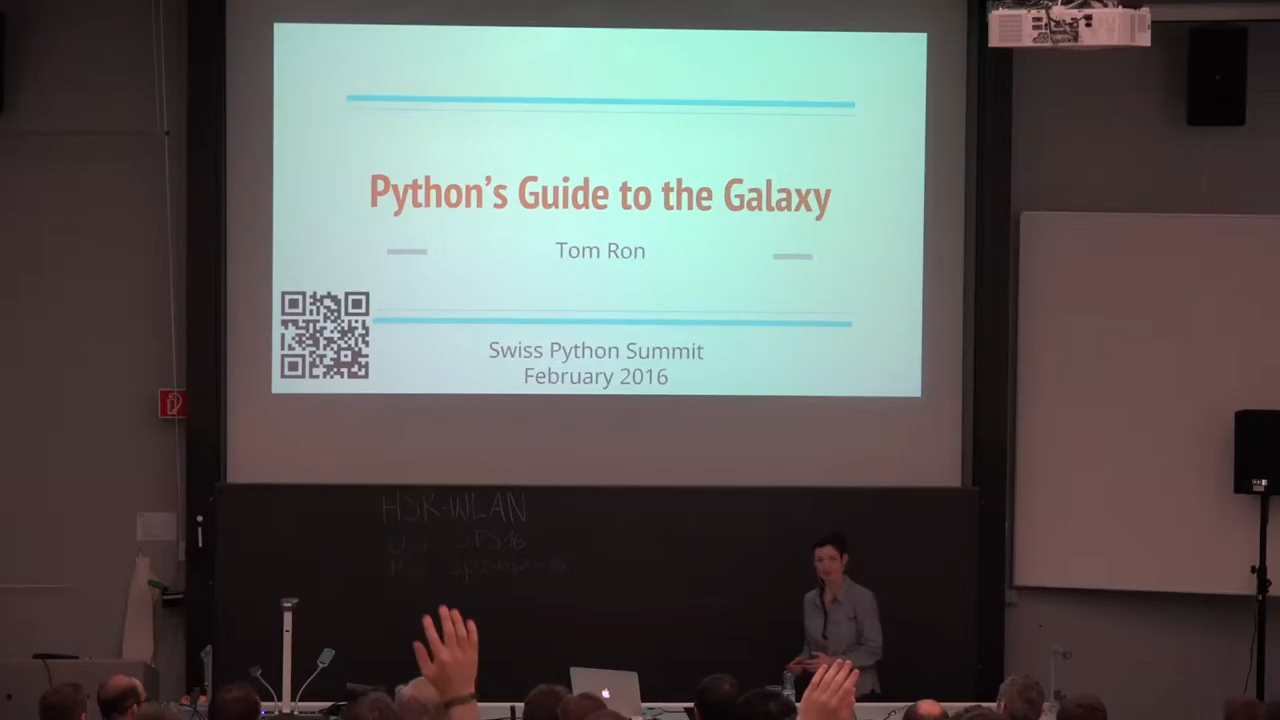 Python's Guide to the Galaxy
Tom Ron
Swiss Python Summit
February 2016
HSR-WLAN